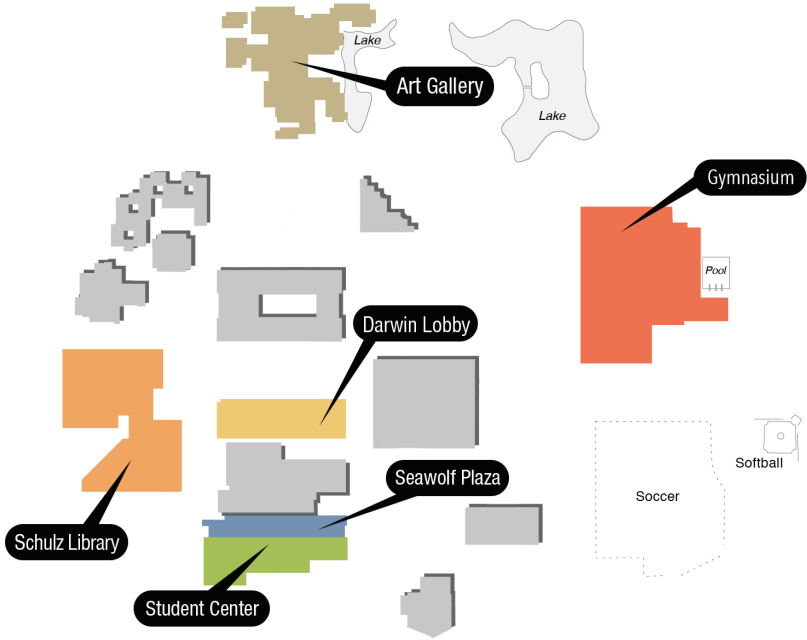 Lake
Art Gallery
Lake
Gymnasium
Pool
Darwin Lobby
Softball
Seawolf Plaza
Soccer
Schulz Library
Student Center